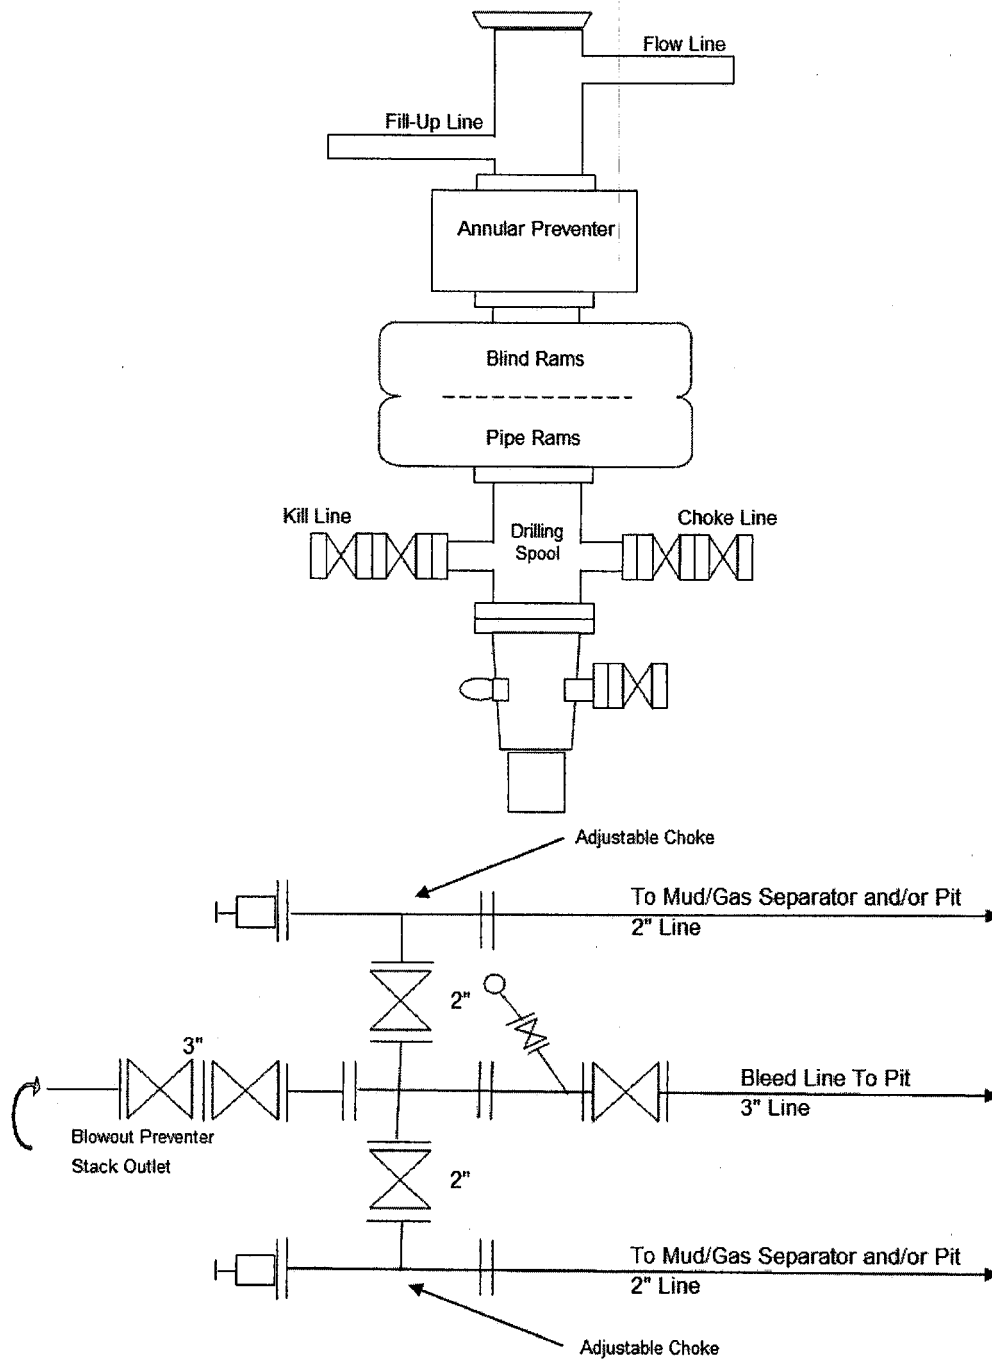 Flow Line
Fill-Up Line
Annular Preventer
Blind Rams
Pipe Rams
Kill Line
Drilling
Spool
Choke Line
Adjustable Choke
To Mud/Gas Separator and/or Pit
2" Line
2"
3"
Bleed Line To Pit
3" Line
Blowout Preventer
Stack Outlet
2"
To Mud/Gas Separator and/or Pit
2" Line
Adjustable Choke